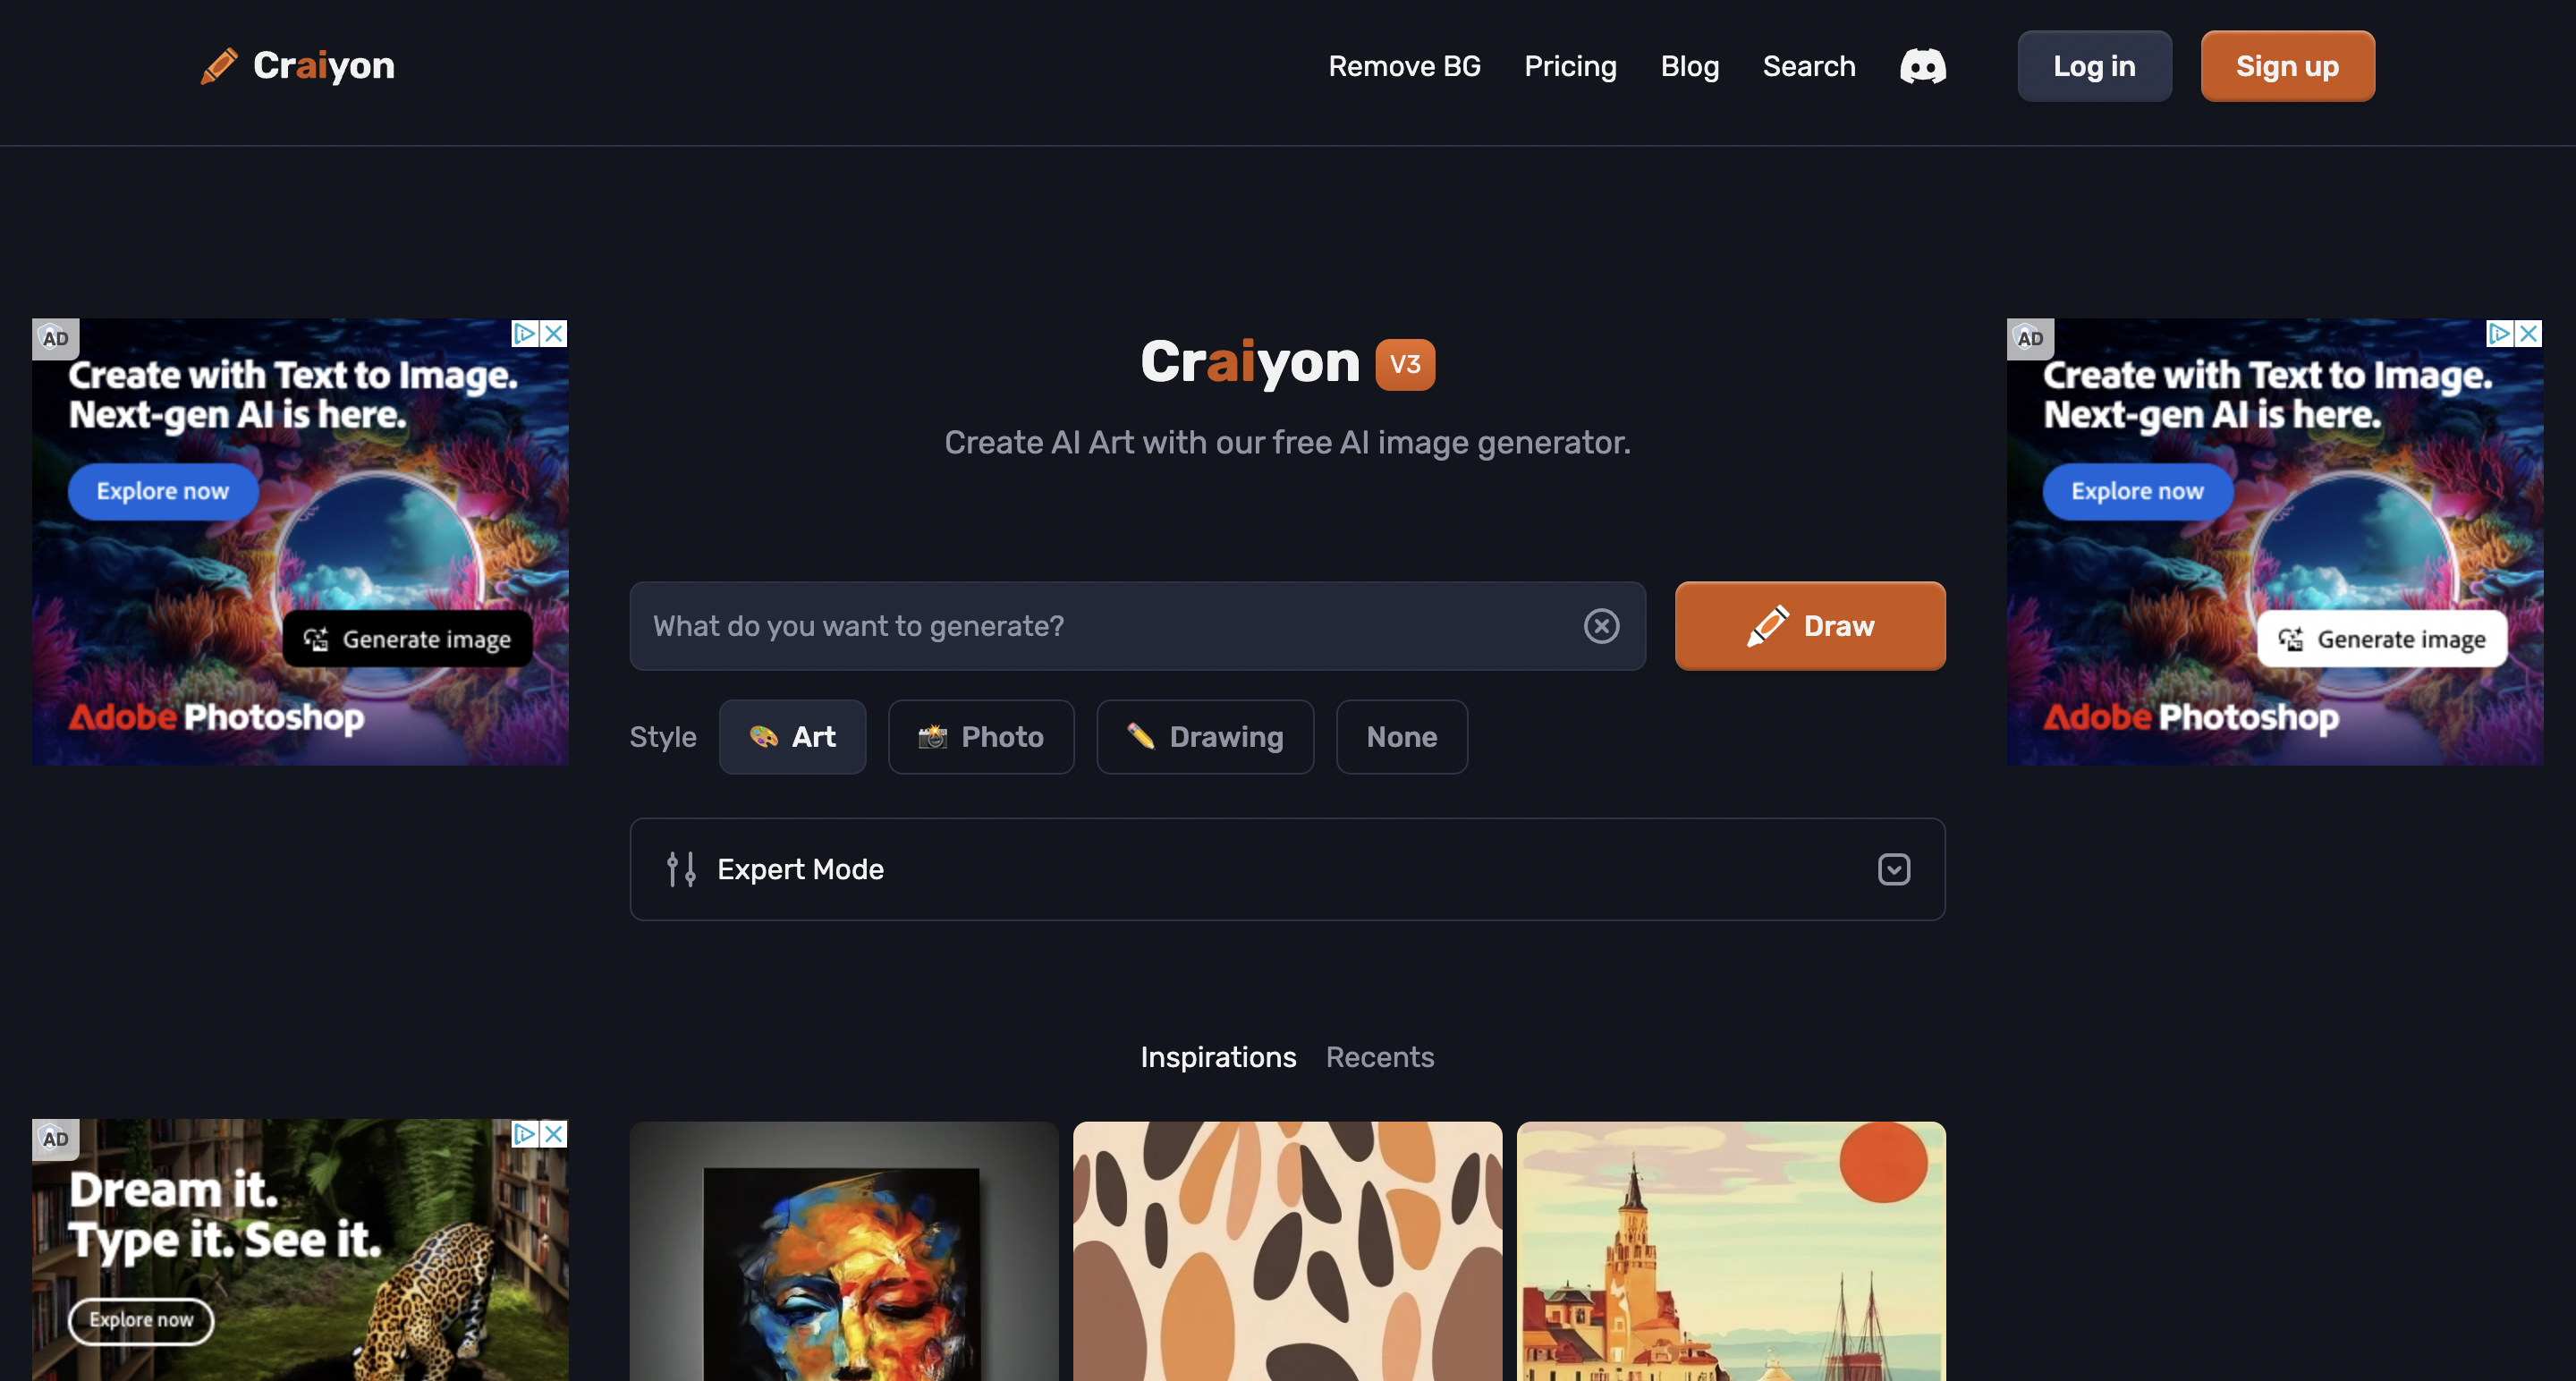 Craiyon
Remove BG
Pricing
Blog
Search
Log in
Sign up
AD
Create with Text to Image.
Next-gen AI is here.
Explore now
Generate image
Adobe Photoshop
Craiyon V3
Create AI Art with our free AI image generator.
What do you want to generate?
Draw
Style
Art
Photo
Drawing
None
Expert Mode
AD
Create with Text to Image.
Next-gen AI is here.
Explore now
Generate image
Adobe Photoshop
Inspirations
Recents
AD
Dream it.
Type it. See it.
Explore now